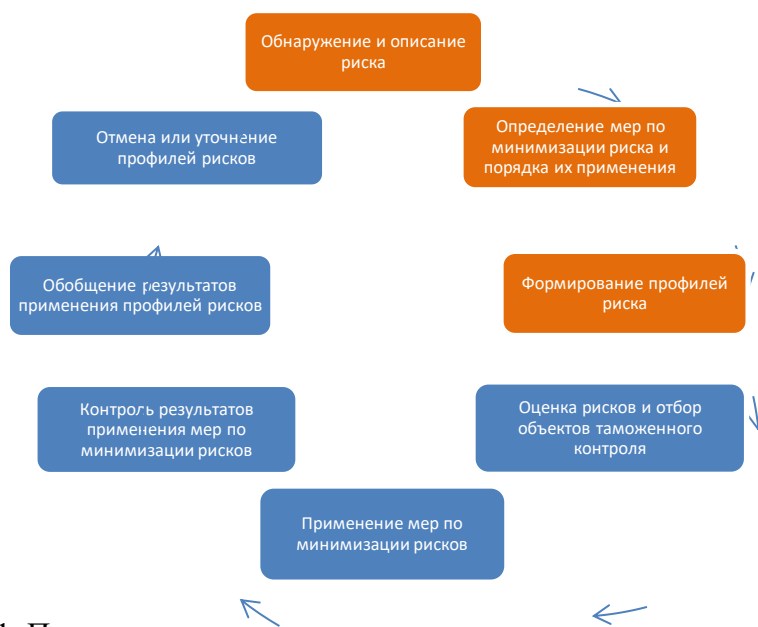 Обнаружение и описание
риска
Определение мер по
минимизации риска и
порядка их применения
Формирование профилей
риска
Оценка рисков и отбор
объектов таможенного
контроля
Применение мер по
минимизации рисков
Контроль результатов
применения мер по
минимизации рисков
Обобщение результатов
применения профилей рисков
Отмена или уточнение
профилей рисков